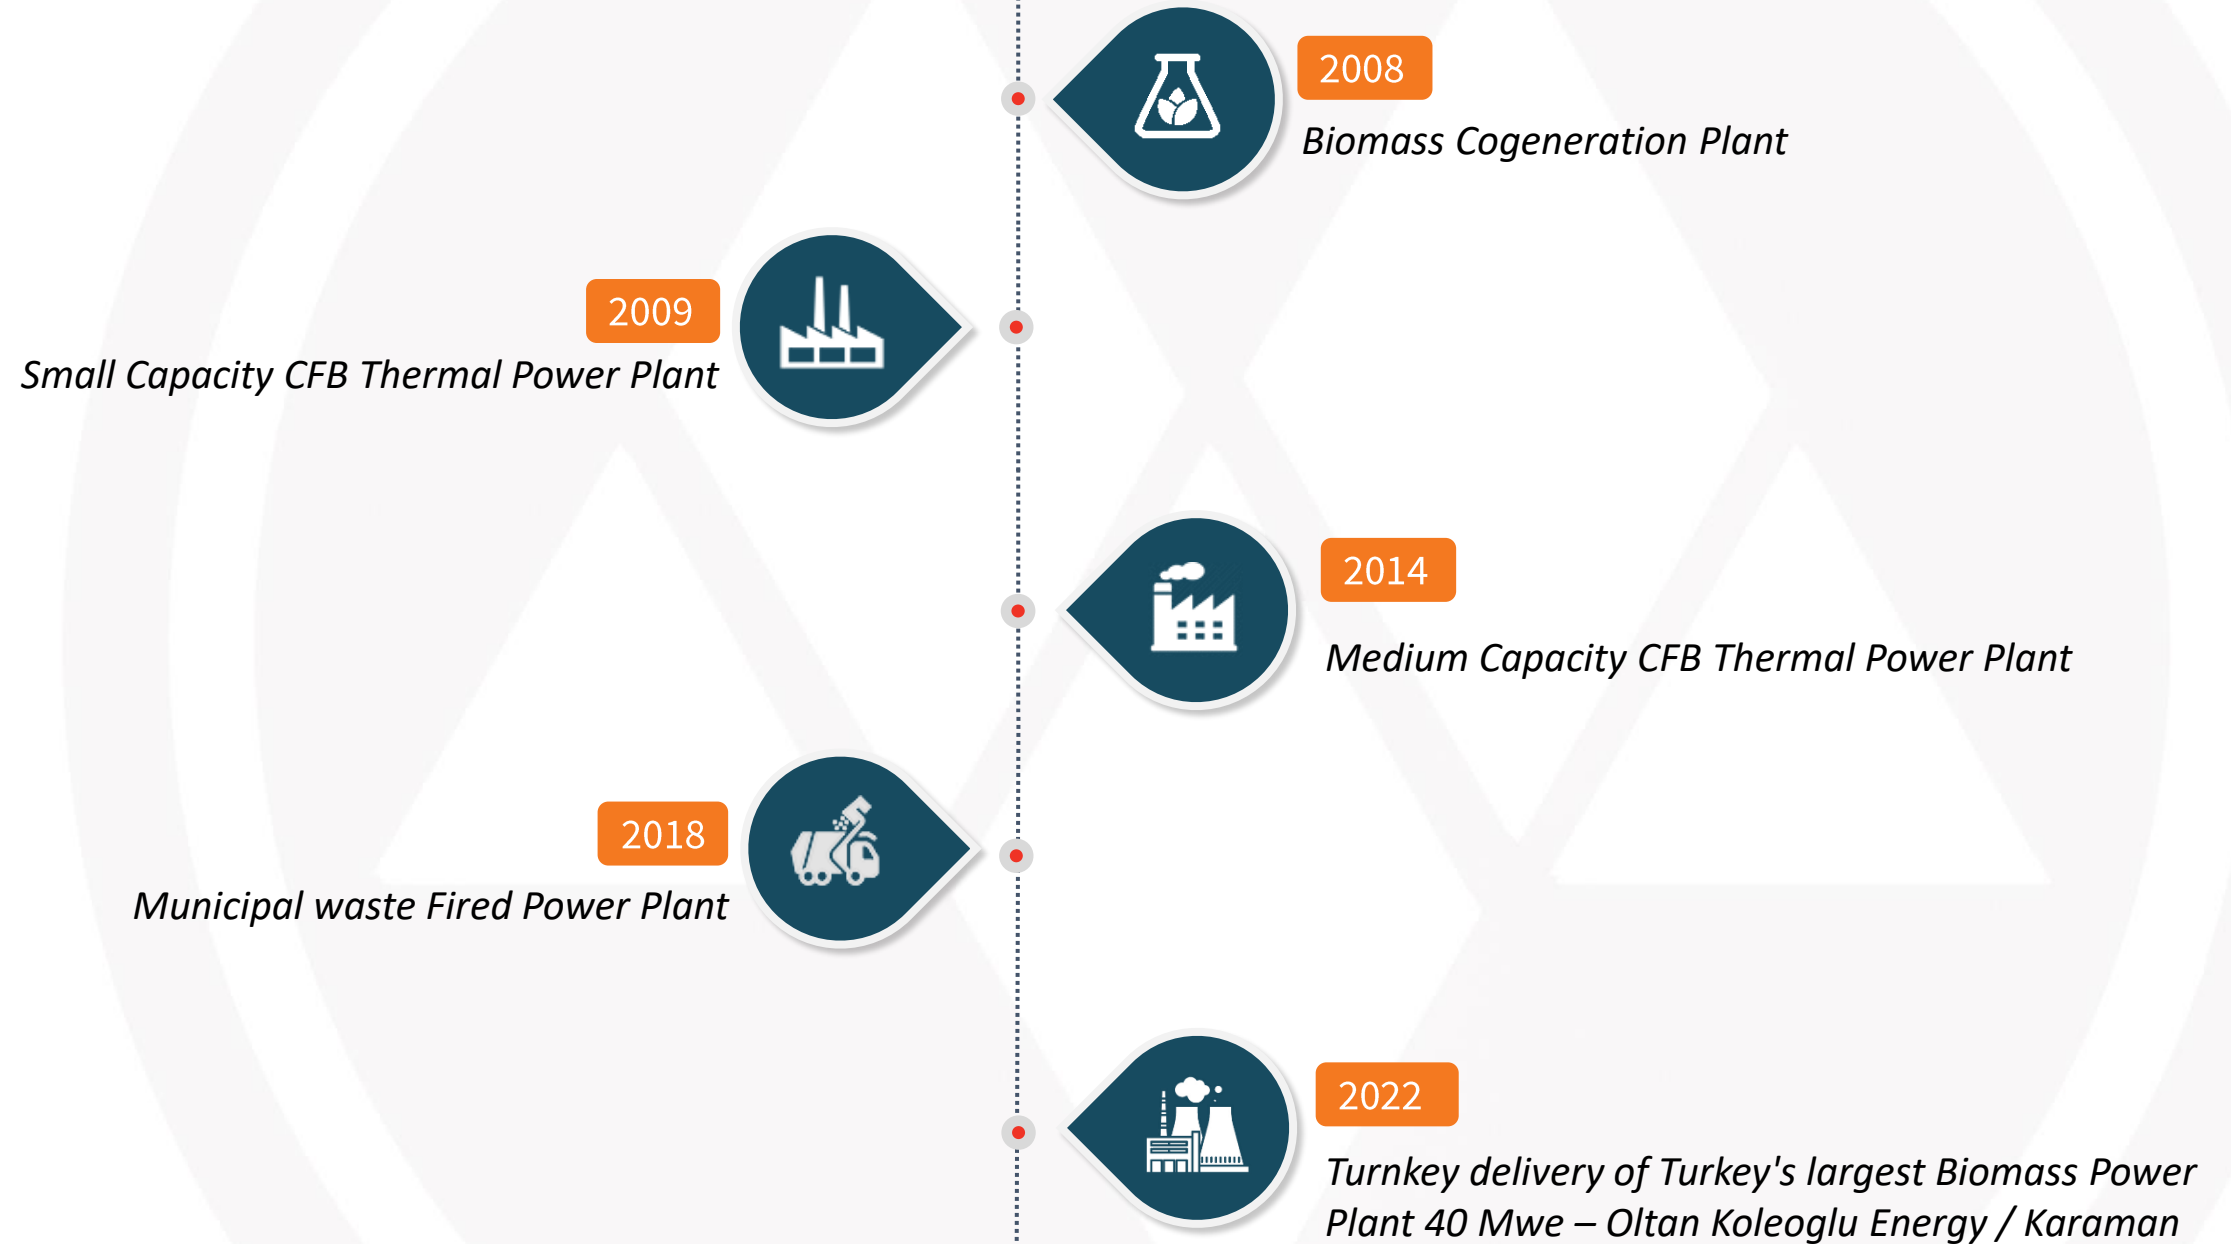 2008
Biomass Cogeneration Plant
2009
Small Capacity CFB Thermal Power Plant
2014
Medium Capacity CFB Thermal Power Plant
2018
Municipal waste Fired Power Plant
2022
Turnkey delivery of Turkey's largest Biomass Power
Plant 40 Mwe – Oltan Koleoglu Energy / Karaman